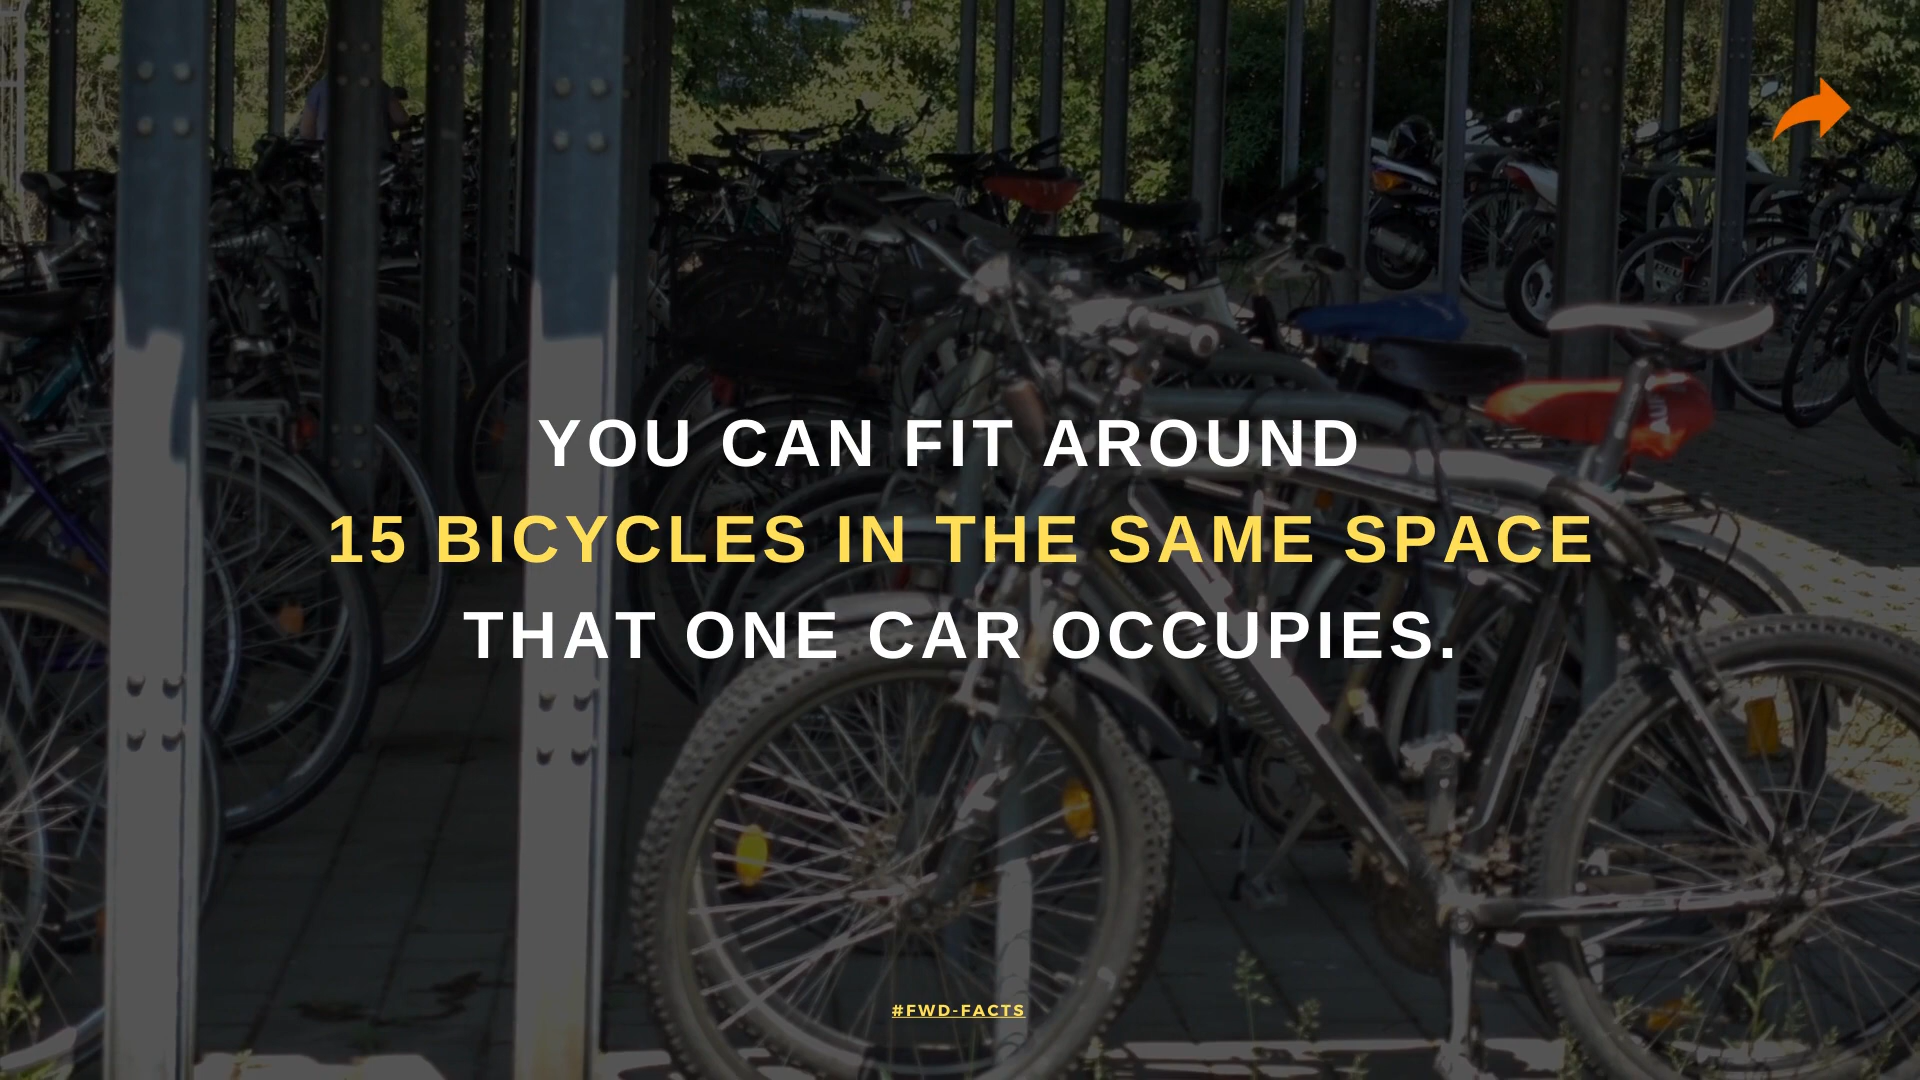 YOU CAN FIT AROUND
15 BICYCLES IN THE SAME SPACE
THAT ONE CAR OCCUPIES.
#FWD-FACTS